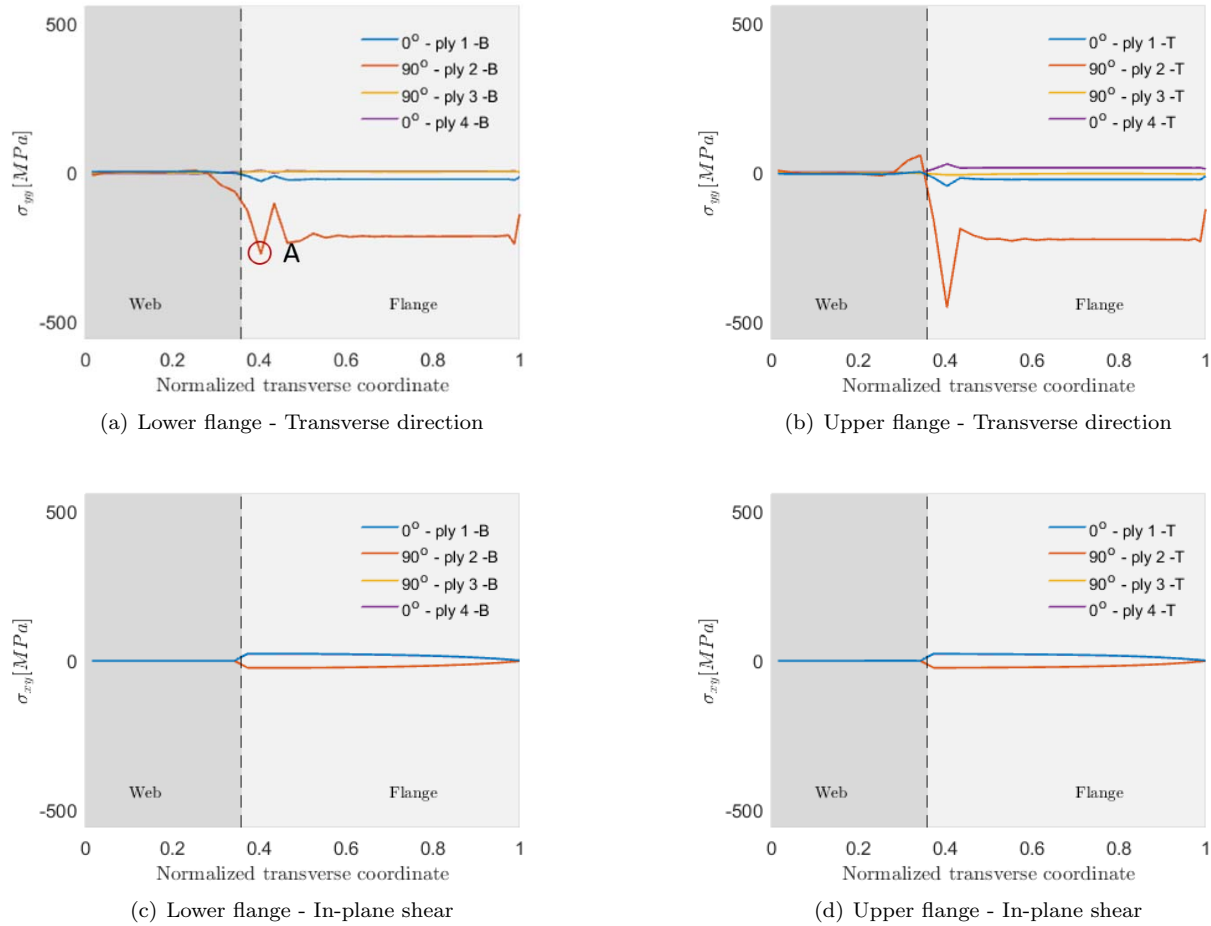 500
0
-500
σyy[MPa]
0° - ply 1 -B
90° - ply 2 -B
90° - ply 3 -B
0° - ply 4 -B
A
Web
Flange
0 0.2 0.4 0.6 0.8 1
Normalized transverse coordinate
(a) Lower flange - Transverse direction
500
0
-500
σyy[MPa]
0° - ply 1 -T
90° - ply 2 -T
90° - ply 3 -T
0° - ply 4 -T
Web
Flange
0 0.2 0.4 0.6 0.8 1
Normalized transverse coordinate
(b) Upper flange - Transverse direction
500
0
-500
σxy[MPa]
0° - ply 1 -B
90° - ply 2 -B
90° - ply 3 -B
0° - ply 4 -B
Web
Flange
0 0.2 0.4 0.6 0.8 1
Normalized transverse coordinate
(c) Lower flange - In-plane shear
500
0
-500
σxy[MPa]
0° - ply 1 -T
90° - ply 2 -T
90° - ply 3 -T
0° - ply 4 -T
Web
Flange
0 0.2 0.4 0.6 0.8 1
Normalized transverse coordinate
(d) Upper flange - In-plane shear